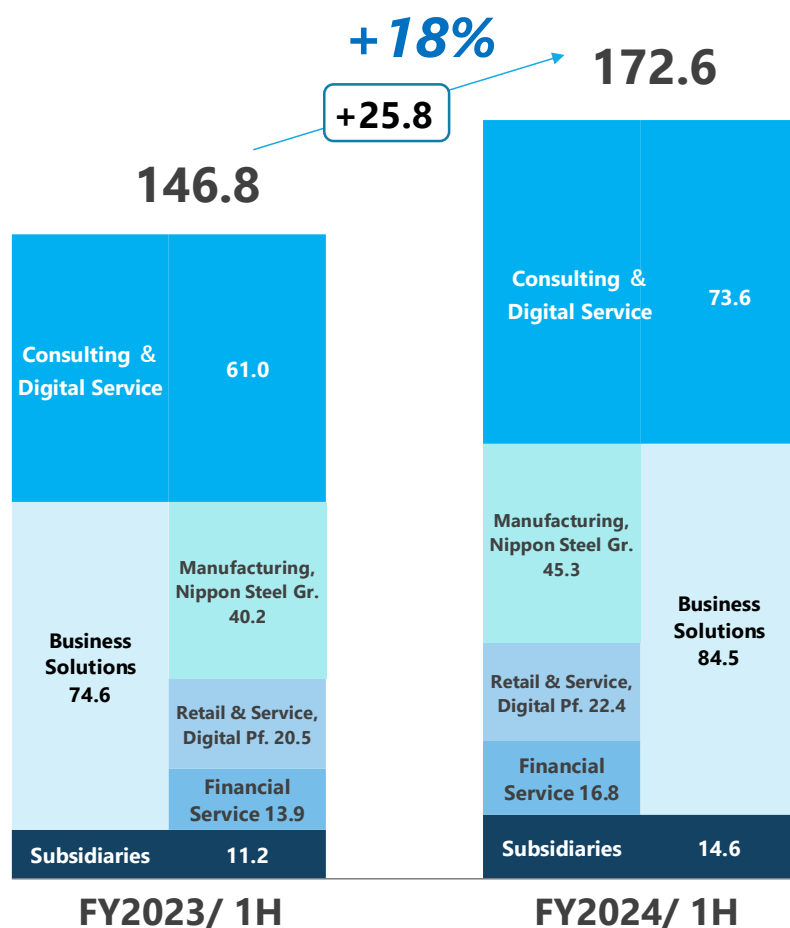 +18%
172.6
+25.8
146.8
Consulting &
Digital Service
61.0
Business
Solutions
74.6
Manufacturing,
Nippon Steel Gr.
40.2
Retail & Service,
Digital Pf. 20.5
Financial
Service 13.9
Subsidiaries
11.2
FY2023/ 1H
Consulting &
Digital Service
73.6
Manufacturing,
Nippon Steel Gr.
45.3
Retail & Service,
Digital Pf. 22.4
Financial
Service 16.8
Business
Solutions
84.5
Subsidiaries
14.6
FY2024/ 1H